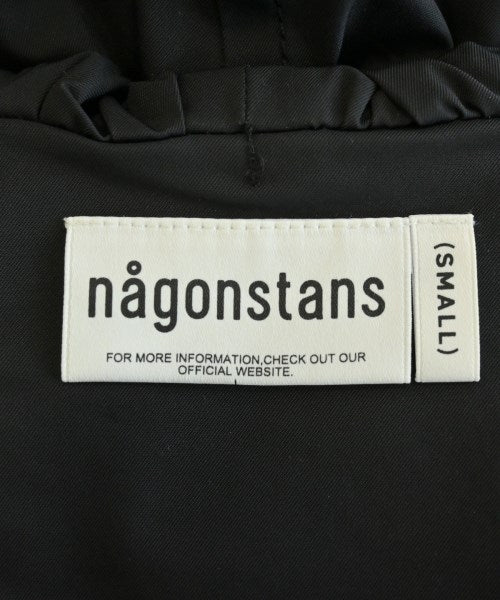 någonstans
FOR MORE INFORMATION,CHECK OUT OUR
OFFICIAL WEBSITE.
(SMALL)